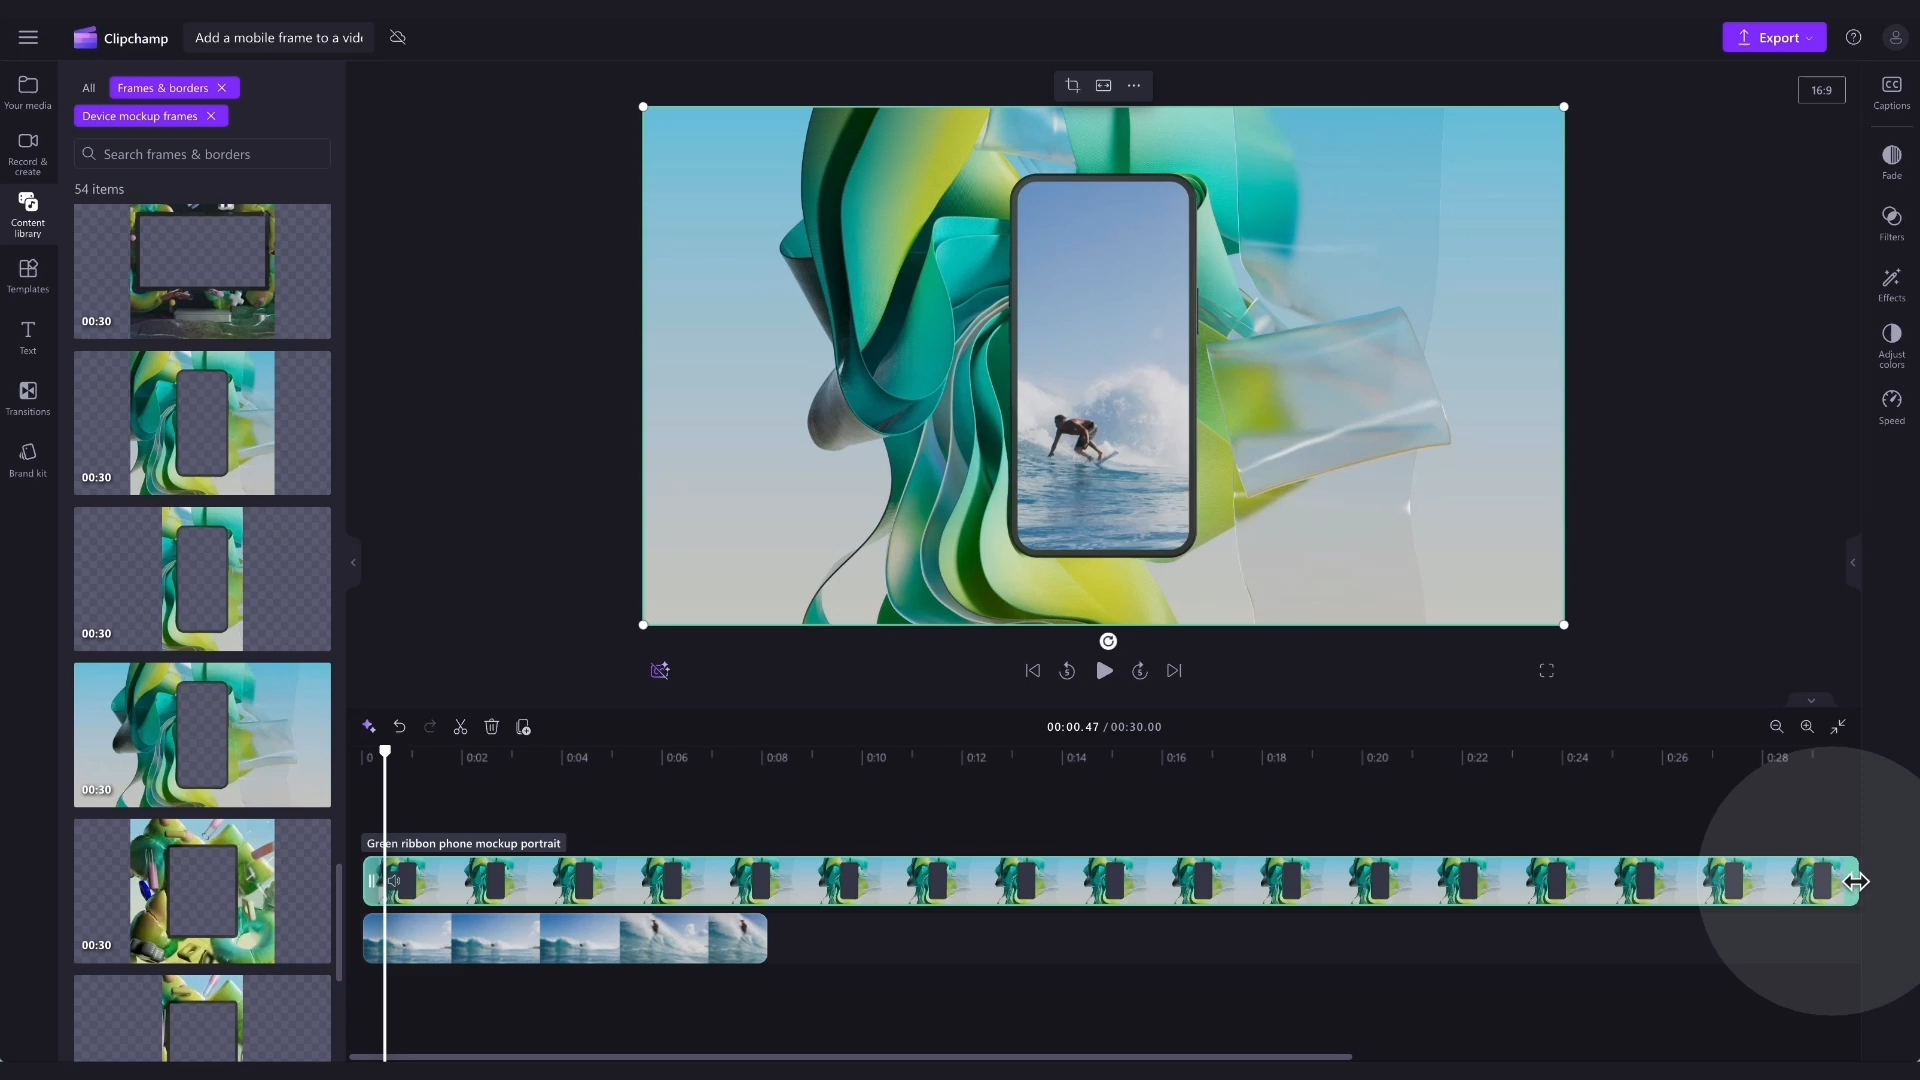 Clipchamp
Add a mobile frame to a vide
Export
All
Frames & borders
Device mockup frames
Search frames & borders
54 items
00:30
00:30
00:30
00:30
00:30
Your media
Record &
create
Content
library
Templates
Text
Transitions
Brand kit
16:9
CC
Captions
Fade
Filters
Effects
Adjust
colors
Speed
5
5
00:00.47 / 00:30.00
0
0:02
0:04
0:06
0:08
0:10
0:12
0:14
0:16
0:18
0:20
0:22
0:24
0:26
0:28
Green ribbon phone mockup portrait